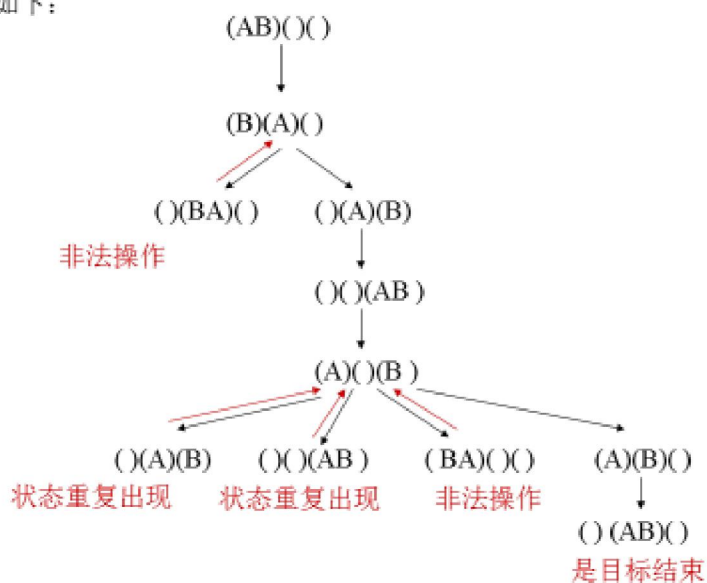 如下：
(AB)( )( )
(B)(A)( )
( )(BA)( ) ( )(A)(B)
非法操作
( )( )(AB )
(A)( )(B )
( )(A)(B) ( )( )(AB ) ( BA)( )( ) (A)(B)( )
状态重复出现 状态重复出现 非法操作
( ) (AB)( )
是目标结束